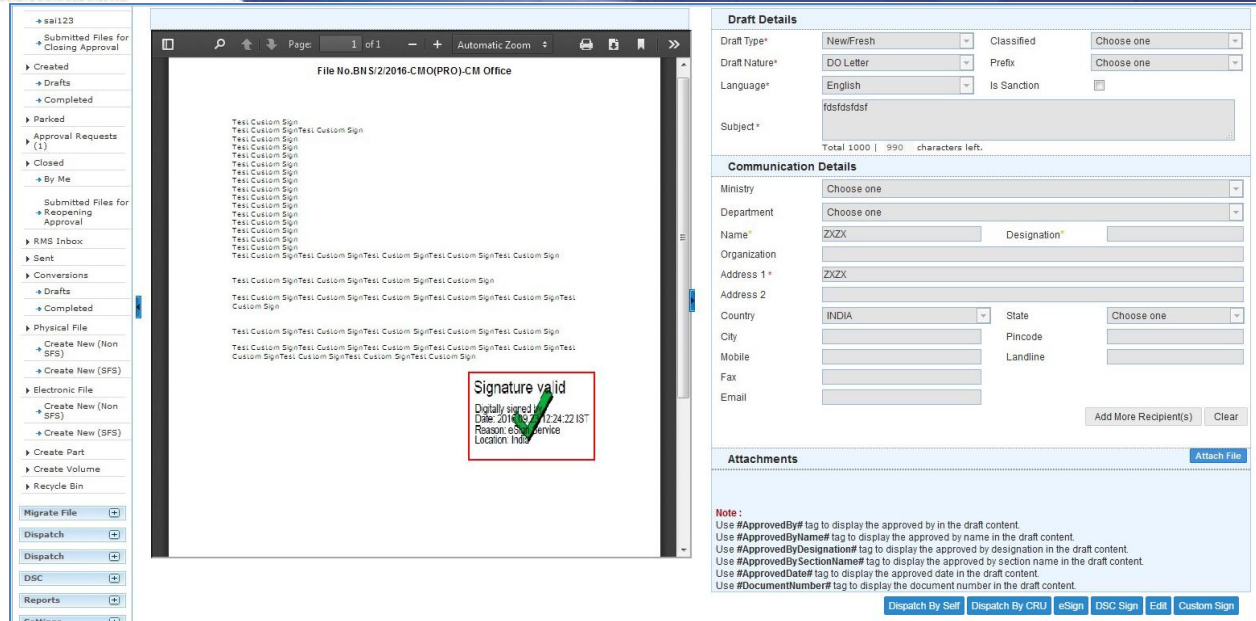 sai123
Submitted Files for
Closing Approval
Created
Drafts
Completed
Parked
Approval Requests
(1)
Closed
By Me
Submitted Files for
Reopening
Approval
RMS Inbox
Sent
Conversions
Drafts
Completed
Physical File
Create New (Non
SFS)
Create New (SFS)
Electronic File
Create New (Non
SFS)
Create New (SFS)
Create Part
Create Volume
Recycle Bin
Migrate File
Dispatch
Dispatch
DSC
Reports
Settings
Page: 1 of 1 Automatic Zoom
File No.BNS/2/2016-CMO(PRO)-CM Office
Test Custom Sign
Test Custom SignTest Custom Sign
Test Custom Sign
Test Custom Sign
Test Custom Sign
Test Custom Sign
Test Custom Sign
Test Custom Sign
Test Custom Sign
Test Custom Sign
Test Custom Sign
Test Custom Sign
Test Custom Sign
Test Custom Sign
Test Custom Sign
Test Custom Sign
Test Custom SignTest Custom SignTest Custom SignTest Custom SignTest Custom Sign
Test Custom SignTest Custom SignTest Custom SignTest Custom Sign
Test Custom SignTest Custom SignTest Custom SignTest Custom SignTest Custom SignTest
Custom Sign
Test Custom SignTest Custom SignTest Custom SignTest Custom SignTest Custom Sign
Test Custom SignTest Custom SignTest Custom SignTest Custom SignTest Custom SignTest
Custom SignTest Custom SignTest Custom SignTest Custom Sign
Signature valid
Digitally signed by
Date: 2016.09.23 12:24:22 IST
Reason: eSign Service
Location: India
Draft Details
Draft Type* New/Fresh Classified Choose one
Draft Nature* DO Letter Prefix Choose one
Language* English Is Sanction
Subject* fdsfdsfdsf
Total 1000 | 990 characters left.
Communication Details
Ministry Choose one
Department Choose one
Name* ZXZX Designation*
Organization
Address 1 * ZXZX
Address 2
Country INDIA State Choose one
City Pincode
Mobile Landline
Fax
Email
Add More Recipient(s) Clear
Attachments Attach File
Note :
Use #ApprovedBy# tag to display the approved by in the draft content.
Use #ApprovedByName# tag to display the approved by name in the draft content.
Use #ApprovedByDesignation# tag to display the approved by designation in the draft content.
Use #ApprovedBySectionName# tag to display the approved by section name in the draft content.
Use #ApprovedDate# tag to display the approved date in the draft content.
Use #DocumentNumber# tag to display the document number in the draft content.
Dispatch By Self Dispatch By CRU eSign DSC Sign Edit Custom Sign